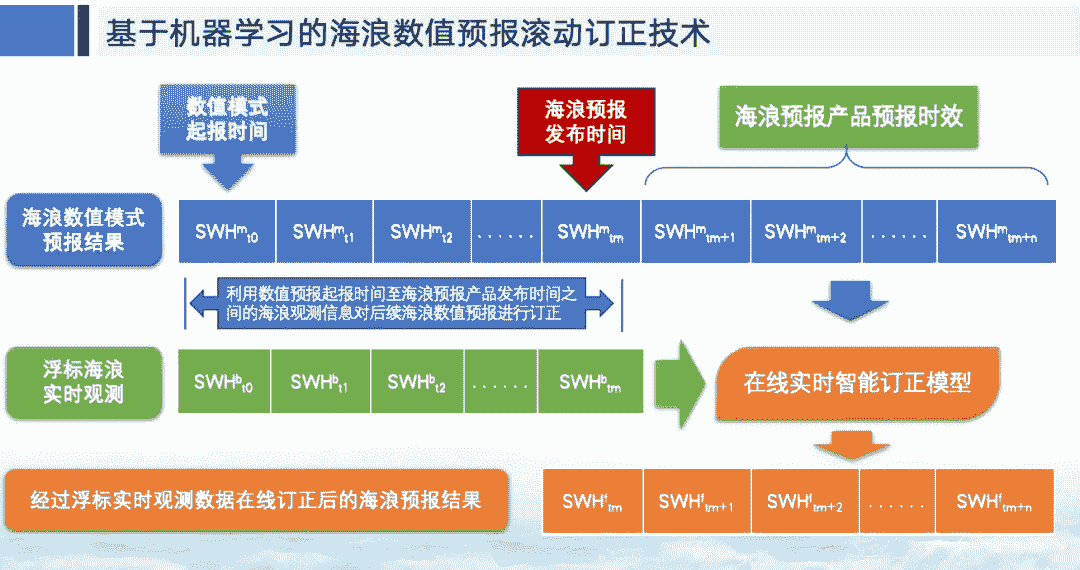 基于机器学习的海浪数值预报滚动订正技术
数值模式
起报时间
海浪预报
发布时间
海浪预报产品预报时效
海浪数值模式
预报结果
SWHᵐt0 SWHᵐt1 SWHᵐt2 ...... SWHᵐtm SWHᵐtm+1 SWHᵐtm+2 ...... SWHᵐtm+n
利用数值预报起报时间至海浪预报产品发布时间之
间的海浪观测信息对后续海浪数值预报进行订正
浮标海浪
实时观测
SWHᵇt0 SWHᵇt1 SWHᵇt2 ...... SWHᵇtm
在线实时智能订正模型
经过浮标实时观测数据在线订正后的海浪预报结果
SWHᶠtm SWHᶠtm+1 SWHᶠtm+2 ...... SWHᶠtm+n